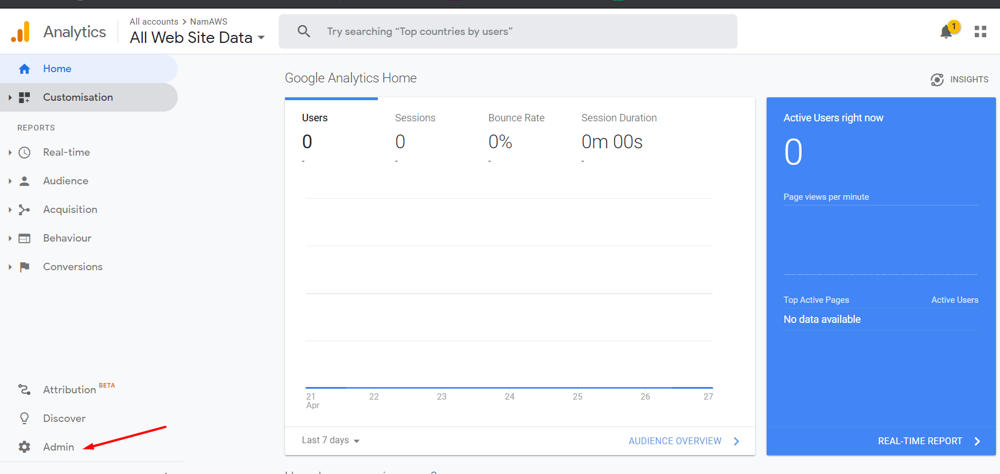 Analytics
All accounts > NamAWS
All Web Site Data
Try searching “Top countries by users”
1
Home
Customisation
REPORTS
Real-time
Audience
Acquisition
Behaviour
Conversions
Attribution BETA
Discover
Admin
Google Analytics Home
INSIGHTS
Users
0
-
Sessions
0
-
Bounce Rate
0%
-
Session Duration
0m 00s
-
21 22 23 24 25 26 27
Apr
Last 7 days
AUDIENCE OVERVIEW
Active Users right now
0
Page views per minute
Top Active Pages Active Users
No data available
REAL-TIME REPORT